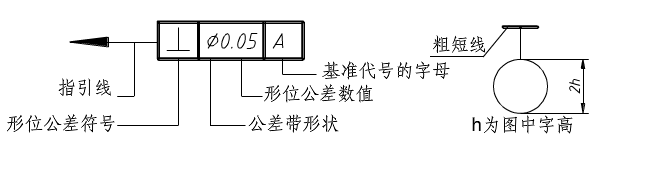 ⊥ ø0.05 A
粗短线
基准代号的字母
指引线
形位公差数值
2h
形位公差符号
公差带形状
h为图中字高